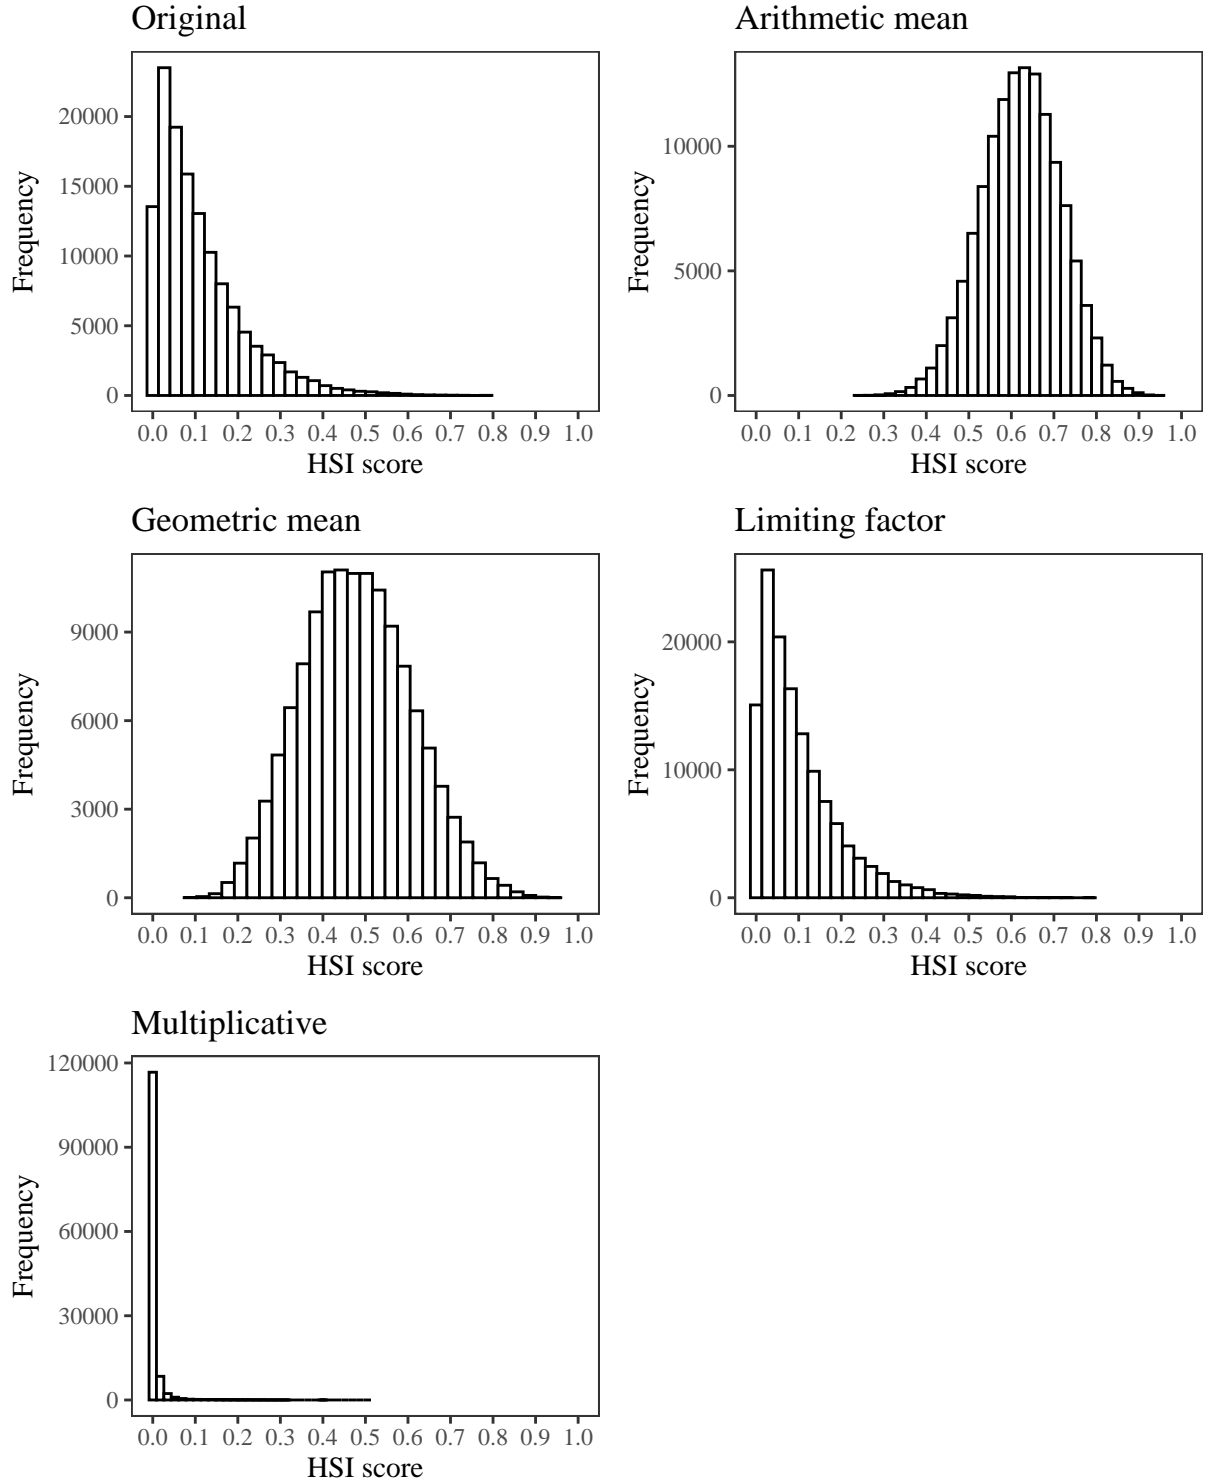 Original
Frequency
20000
15000
10000
5000
0
0.0 0.1 0.2 0.3 0.4 0.5 0.6 0.7 0.8 0.9 1.0
HSI score
Arithmetic mean
Frequency
10000
5000
0
0.0 0.1 0.2 0.3 0.4 0.5 0.6 0.7 0.8 0.9 1.0
HSI score
Geometric mean
Frequency
9000
6000
3000
0
0.0 0.1 0.2 0.3 0.4 0.5 0.6 0.7 0.8 0.9 1.0
HSI score
Limiting factor
Frequency
20000
10000
0
0.0 0.1 0.2 0.3 0.4 0.5 0.6 0.7 0.8 0.9 1.0
HSI score
Multiplicative
Frequency
120000
90000
60000
30000
0
0.0 0.1 0.2 0.3 0.4 0.5 0.6 0.7 0.8 0.9 1.0
HSI score